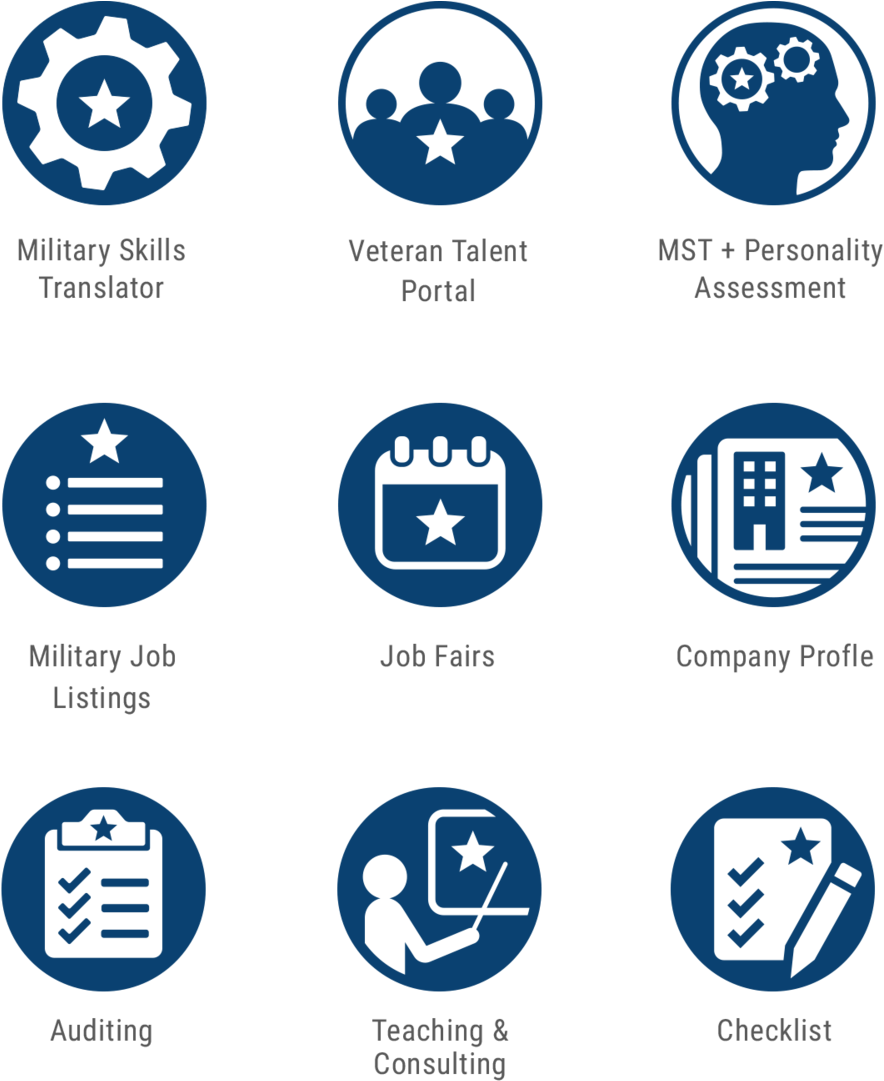 Military Skills
Translator
Veteran Talent
Portal
MST + Personality
Assessment
Military Job
Listings
Job Fairs
Company Profle
Auditing
Teaching &
Consulting
Checklist